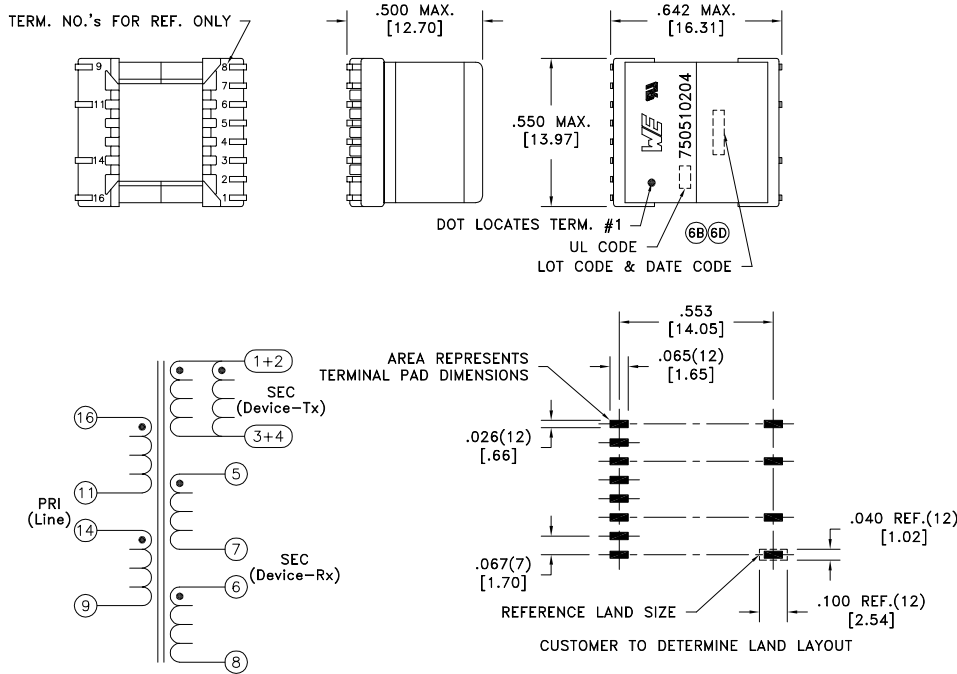 TERM. NO.'s FOR REF. ONLY
9
11
14
16
8
7
6
5
4
3
2
1
.500 MAX.
[12.70]
.642 MAX.
[16.31]
.550 MAX.
[13.97]
WE
750510204
DOT LOCATES TERM. #1
UL CODE
6B 6D
LOT CODE & DATE CODE
1+2
SEC
(Device-Tx)
3+4
16
11
PRI
(Line)
14
9
5
7
SEC
(Device-Rx)
6
8
.553
[14.05]
AREA REPRESENTS
TERMINAL PAD DIMENSIONS
.065(12)
[1.65]
.026(12)
[.66]
.067(7)
[1.70]
.040 REF.(12)
[1.02]
REFERENCE LAND SIZE
.100 REF.(12)
[2.54]
CUSTOMER TO DETERMINE LAND LAYOUT